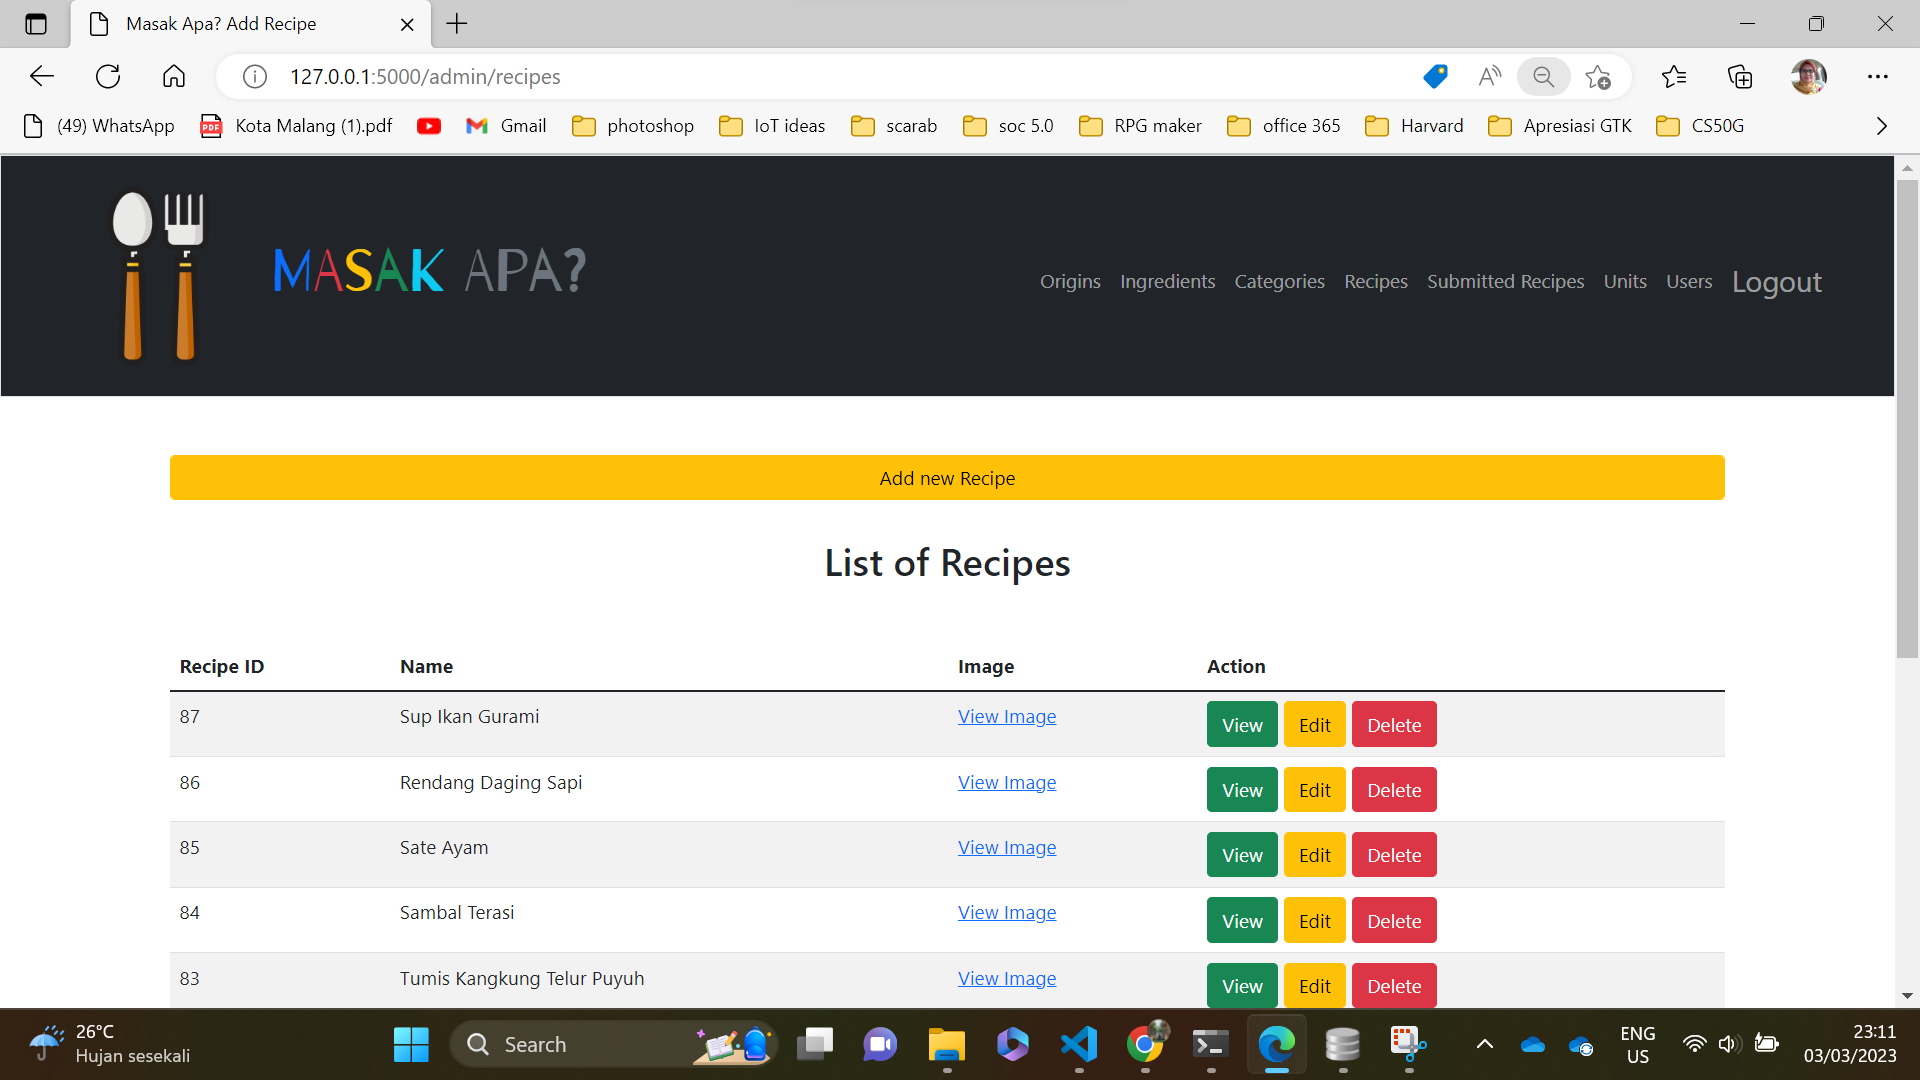 Masak Apa? Add Recipe
127.0.0.1:5000/admin/recipes
(49) WhatsApp
PDF
Kota Malang (1).pdf
Gmail
photoshop
IoT ideas
scarab
soc 5.0
RPG maker
office 365
Harvard
Apresiasi GTK
CS50G
MASAK APA?
Origins Ingredients Categories Recipes Submitted Recipes Units Users Logout
Add new Recipe
List of Recipes
Recipe ID Name Image Action
87 Sup Ikan Gurami View Image View Edit Delete
86 Rendang Daging Sapi View Image View Edit Delete
85 Sate Ayam View Image View Edit Delete
84 Sambal Terasi View Image View Edit Delete
83 Tumis Kangkung Telur Puyuh View Image View Edit Delete
26°C
Hujan sesekali
Search
ENG
US
23:11
03/03/2023